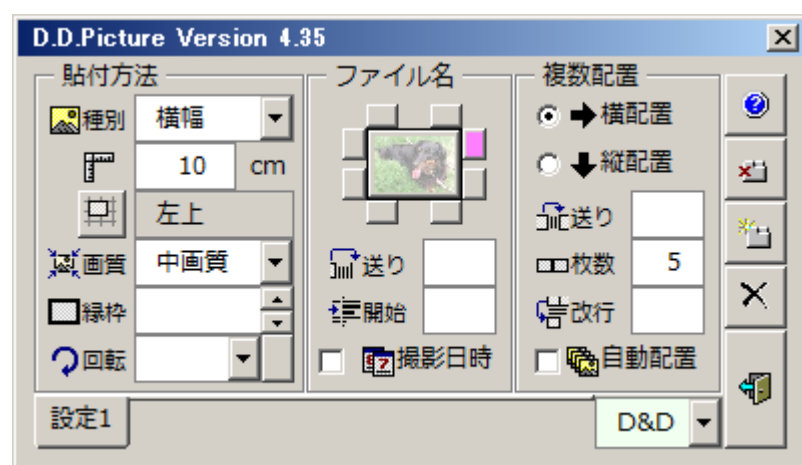 D.D.Picture Version 4.35
貼付方法
種別
横幅
10
cm
左上
画質
中画質
縁枠
回転
ファイル名
送り
開始
撮影日時
複数配置
横配置
縦配置
送り
枚数
5
改行
自動配置
設定1
D&D